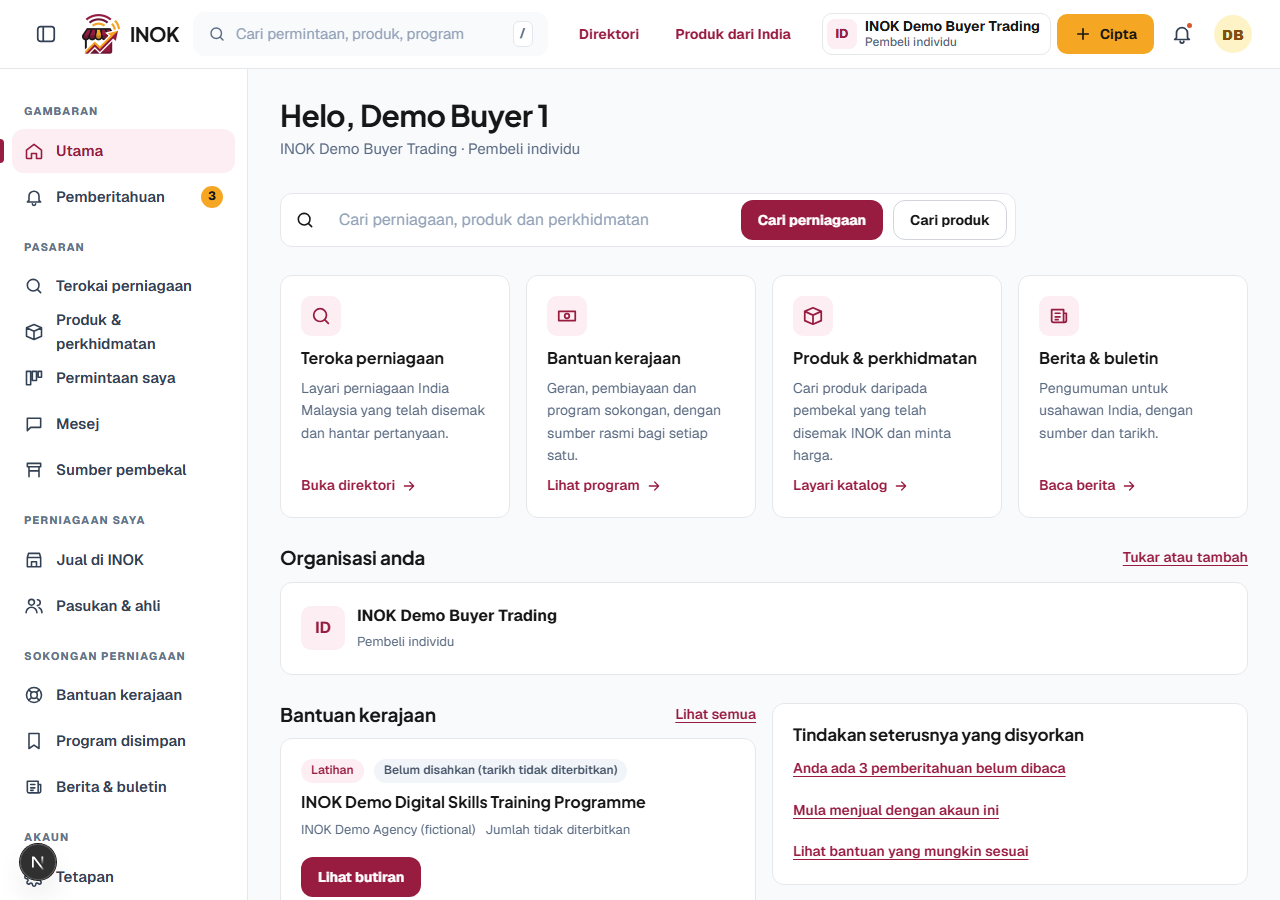 INOK
Cari permintaan, produk, program
/
Direktori
Produk dari India
ID
INOK Demo Buyer Trading
Pembeli individu
Cipta
DB
GAMBARAN
Utama
Pemberitahuan
3
PASARAN
Terokai perniagaan
Produk &
perkhidmatan
Permintaan saya
Mesej
Sumber pembekal
PERNIAGAAN SAYA
Jual di INOK
Pasukan & ahli
SOKONGAN PERNIAGAAN
Bantuan kerajaan
Program disimpan
Berita & buletin
AKAUN
N
Tetapan
Helo, Demo Buyer 1
INOK Demo Buyer Trading · Pembeli individu
Cari perniagaan, produk dan perkhidmatan
Cari perniagaan
Cari produk
Teroka perniagaan
Layari perniagaan India
Malaysia yang telah disemak
dan hantar pertanyaan.
Buka direktori →
Bantuan kerajaan
Geran, pembiayaan dan
program sokongan, dengan
sumber rasmi bagi setiap
satu.
Lihat program →
Produk & perkhidmatan
Cari produk daripada
pembekal yang telah
disemak INOK dan minta
harga.
Layari katalog →
Berita & buletin
Pengumuman untuk
usahawan India, dengan
sumber dan tarikh.
Baca berita →
Organisasi anda
Tukar atau tambah
ID
INOK Demo Buyer Trading
Pembeli individu
Bantuan kerajaan
Lihat semua
Latihan
Belum disahkan (tarikh tidak diterbitkan)
INOK Demo Digital Skills Training Programme
INOK Demo Agency (fictional) Jumlah tidak diterbitkan
Lihat butiran
Tindakan seterusnya yang disyorkan
Anda ada 3 pemberitahuan belum dibaca
Mula menjual dengan akaun ini
Lihat bantuan yang mungkin sesuai